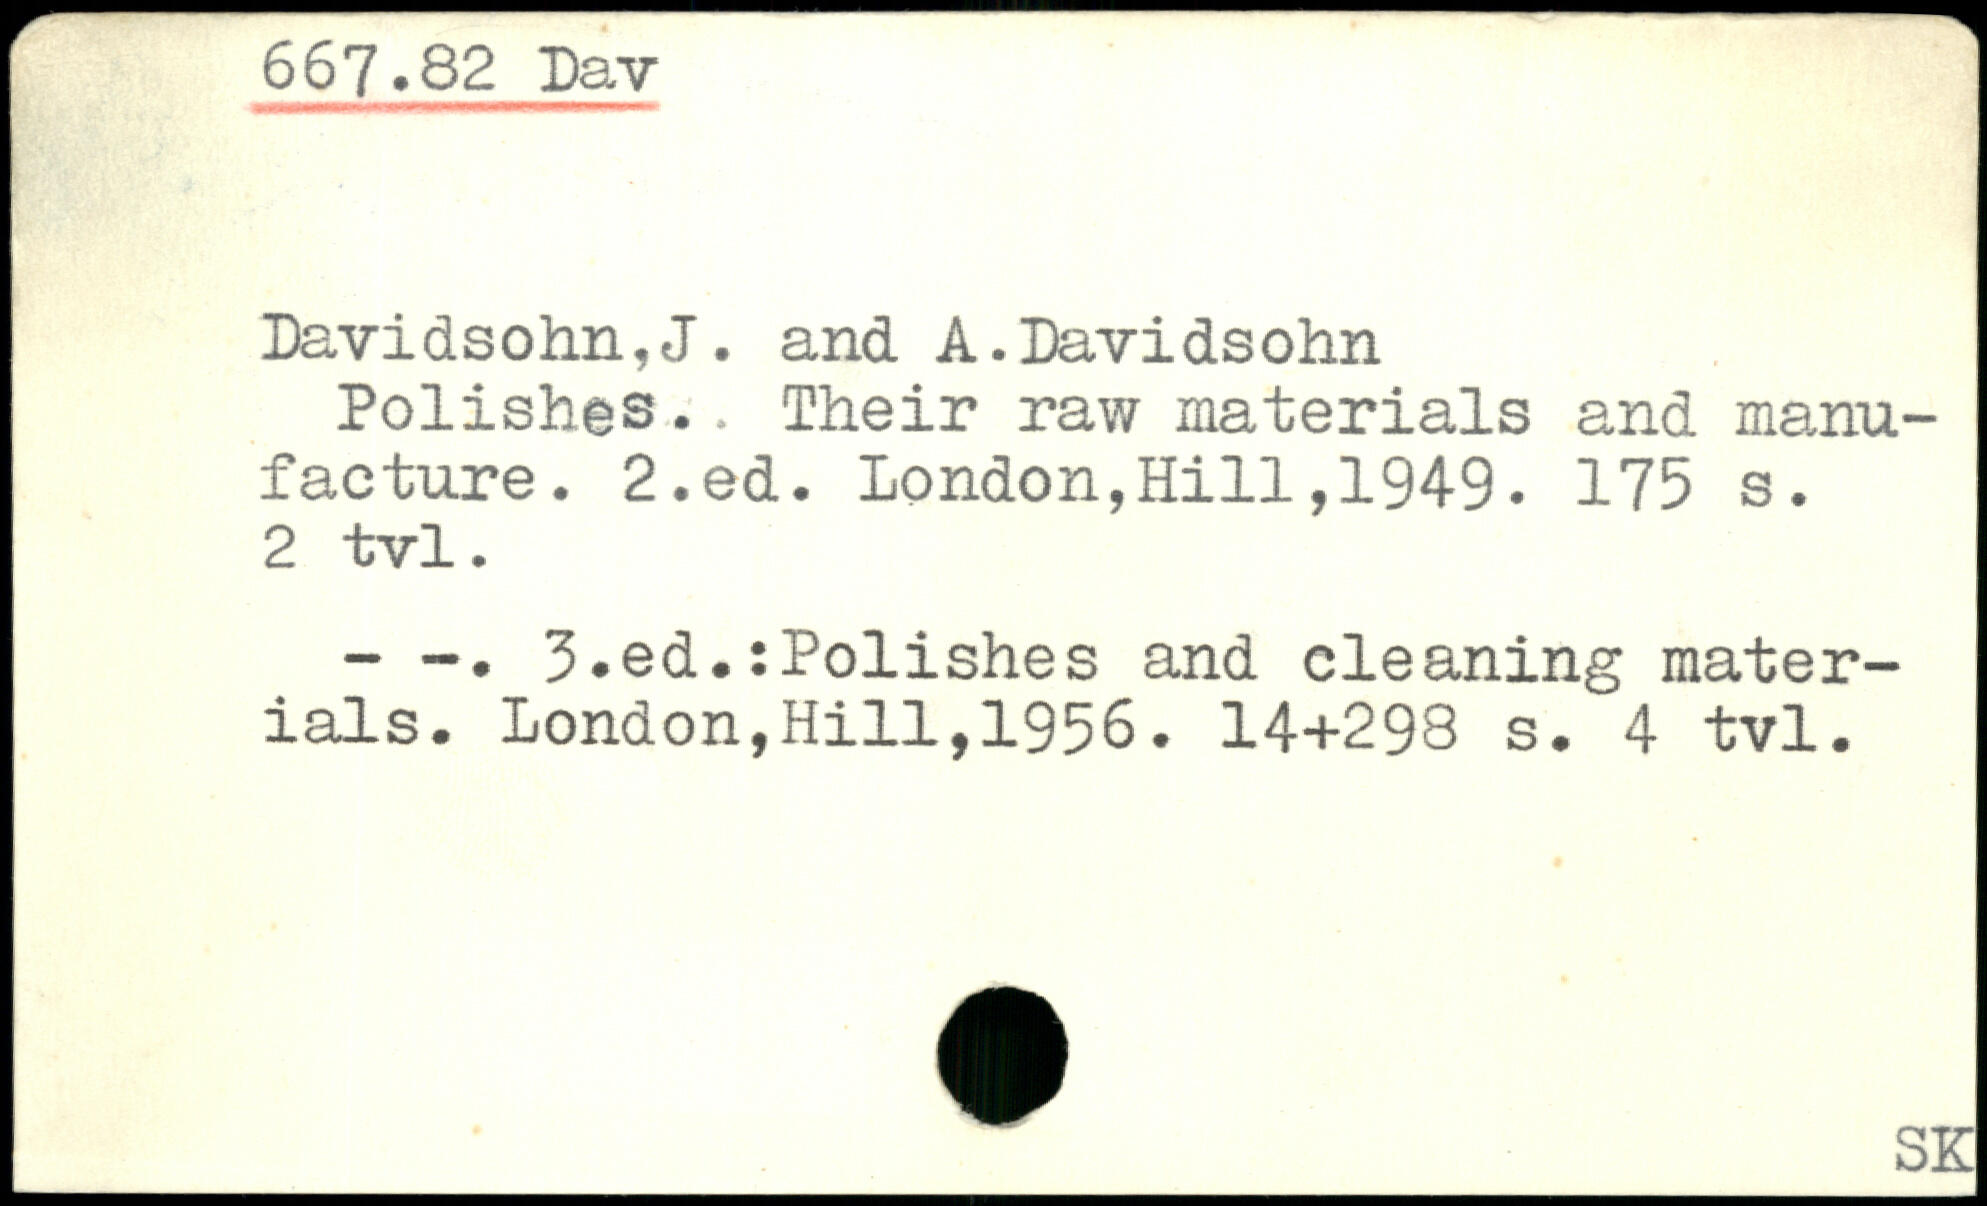 667.82 Dav
Davidsohn,J. and A.Davidsohn
Polishes. Their raw materials and manu-
facture. 2.ed. London,Hill,1949. 175 s.
2 tvl.
- -. 3.ed.:Polishes and cleaning mater-
ials. London,Hill,1956. 14+298 s. 4 tvl.
SK